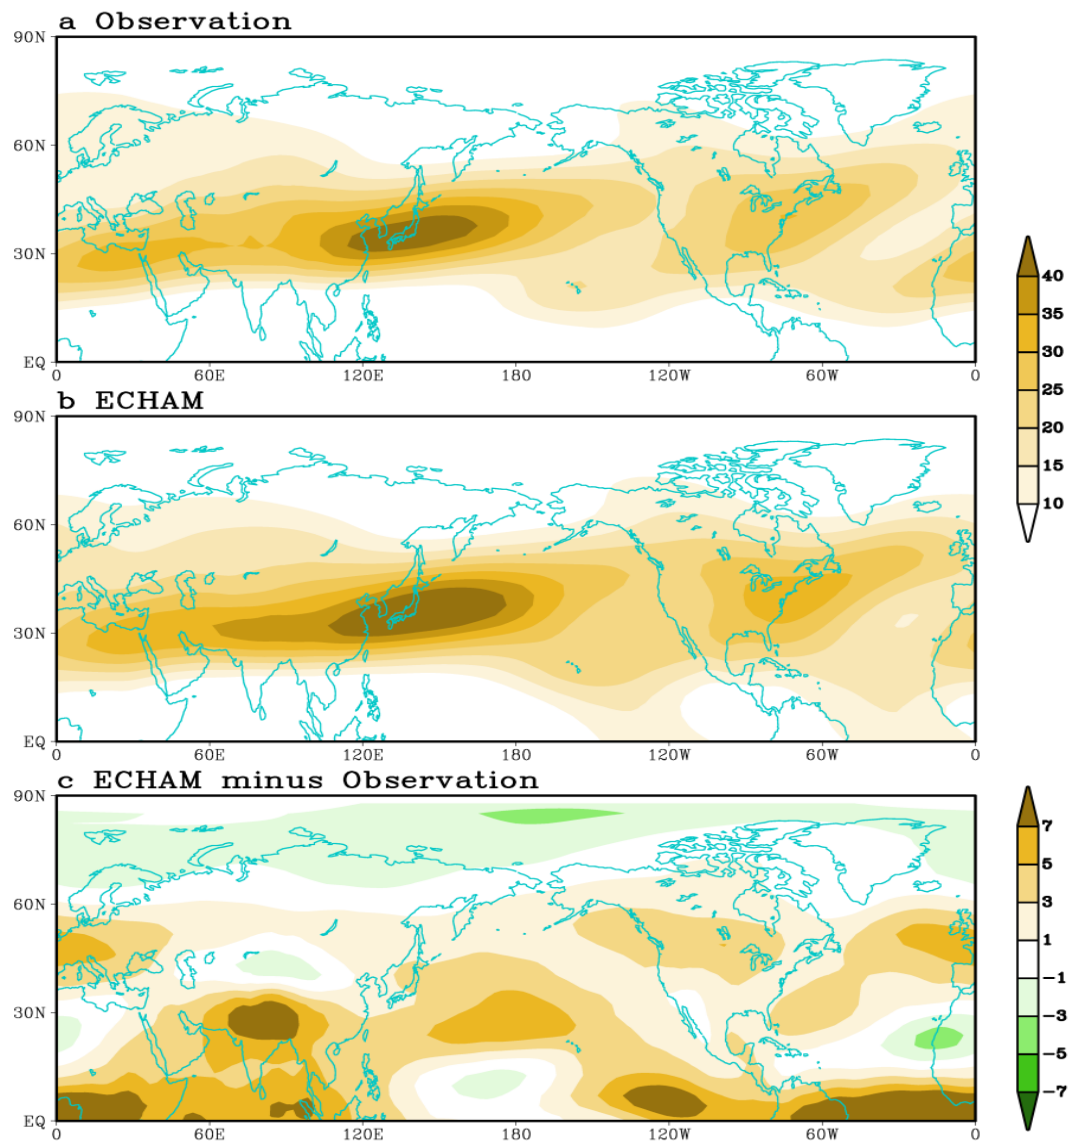 a Observation
90N
60N
30N
EQ
0 60E 120E 180 120W 60W 0
40
35
30
25
20
15
10
b ECHAM
90N
60N
30N
EQ
0 60E 120E 180 120W 60W 0
c ECHAM minus Observation
90N
60N
30N
EQ
0 60E 120E 180 120W 60W 0
7
5
3
1
−1
−3
−5
−7